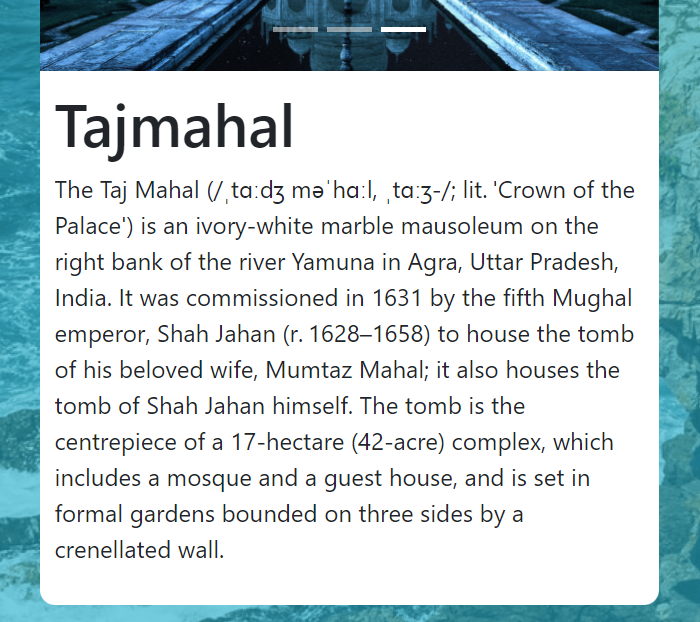 Tajmahal
The Taj Mahal (/ˌtɑːdʒ məˈhɑːl, ˌtɑːʒ-/; lit. 'Crown of the
Palace') is an ivory-white marble mausoleum on the
right bank of the river Yamuna in Agra, Uttar Pradesh,
India. It was commissioned in 1631 by the fifth Mughal
emperor, Shah Jahan (r. 1628–1658) to house the tomb
of his beloved wife, Mumtaz Mahal; it also houses the
tomb of Shah Jahan himself. The tomb is the
centrepiece of a 17-hectare (42-acre) complex, which
includes a mosque and a guest house, and is set in
formal gardens bounded on three sides by a
crenellated wall.